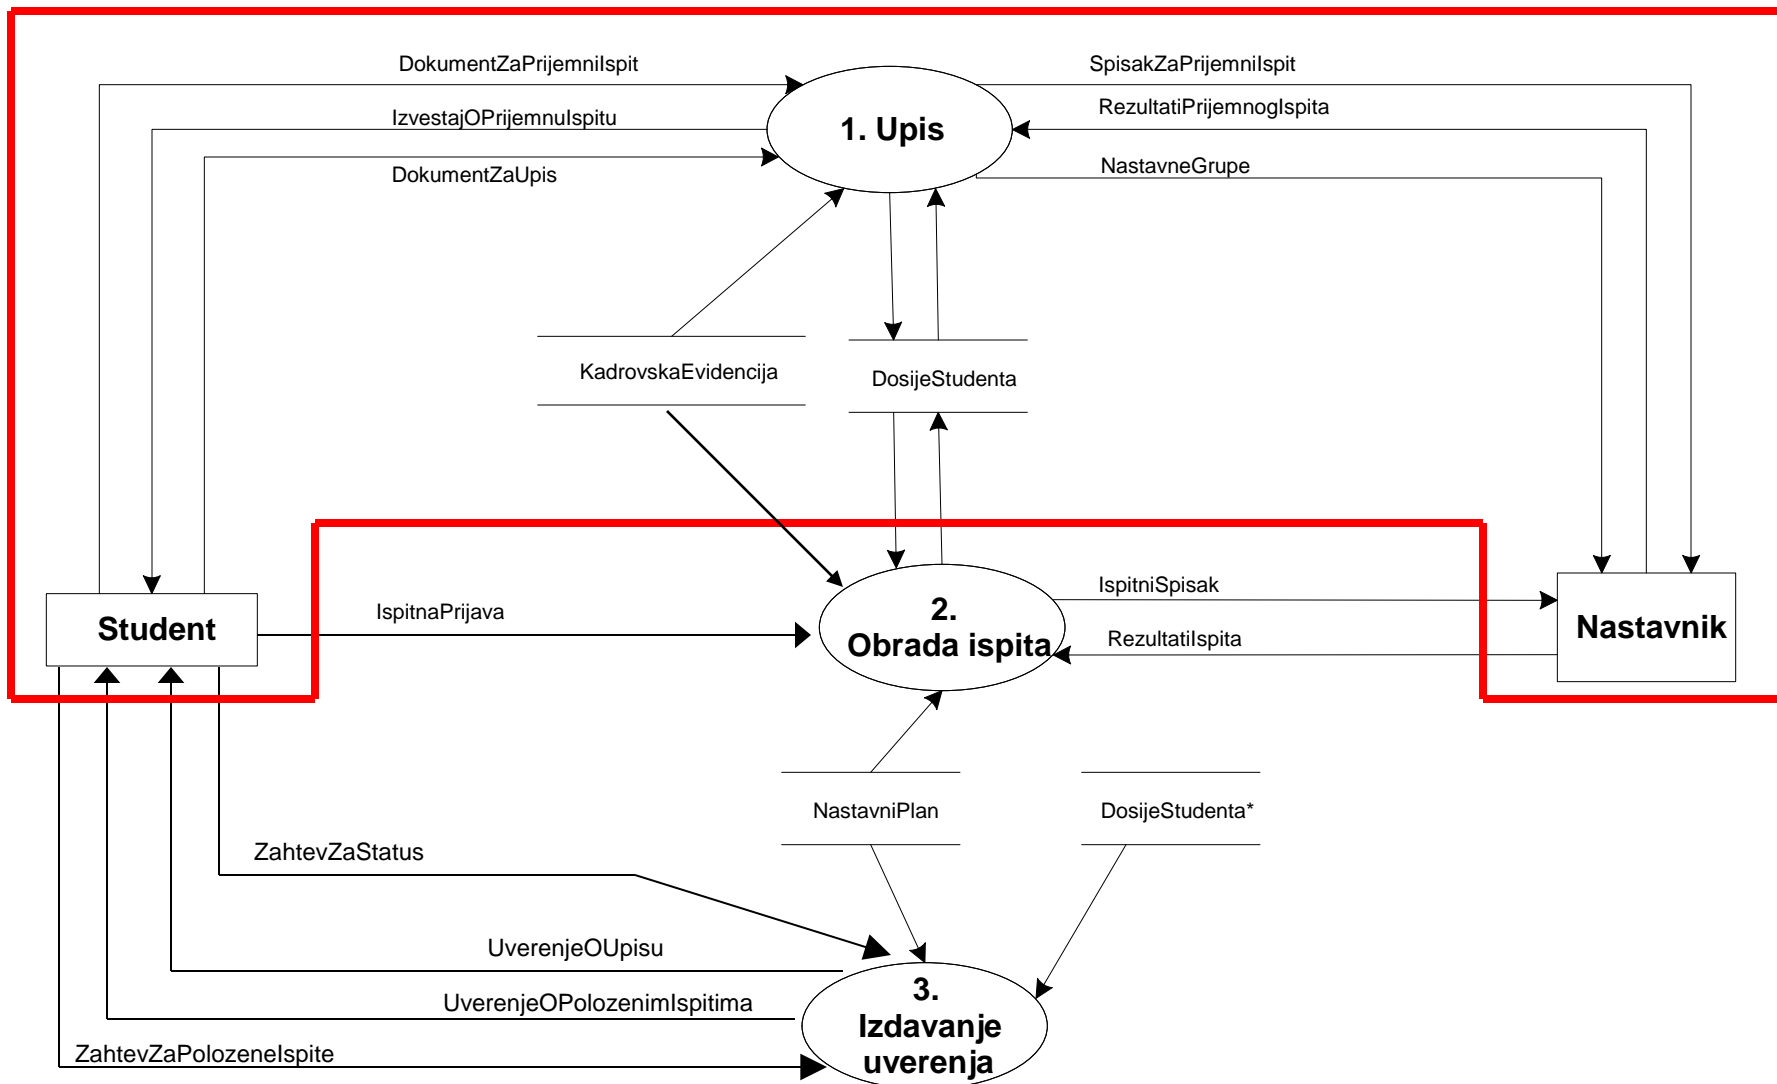 DokumentZaPrijemniIspit
SpisakZaPrijemniIspit
IzvestajOPrijemnuIspitu
1. Upis
RezultatiPrijemnogIspita
DokumentZaUpis
NastavneGrupe
KadrovskaEvidencija
DosijeStudenta
Student
IspitnaPrijava
2.
Obrada ispita
IspitniSpisak
RezultatiIspita
Nastavnik
NastavniPlan
DosijeStudenta*
ZahtevZaStatus
UverenjeOUpisu
UverenjeOPolozenimIspitima
ZahtevZaPolozeneIspite
3.
Izdavanje
uverenja